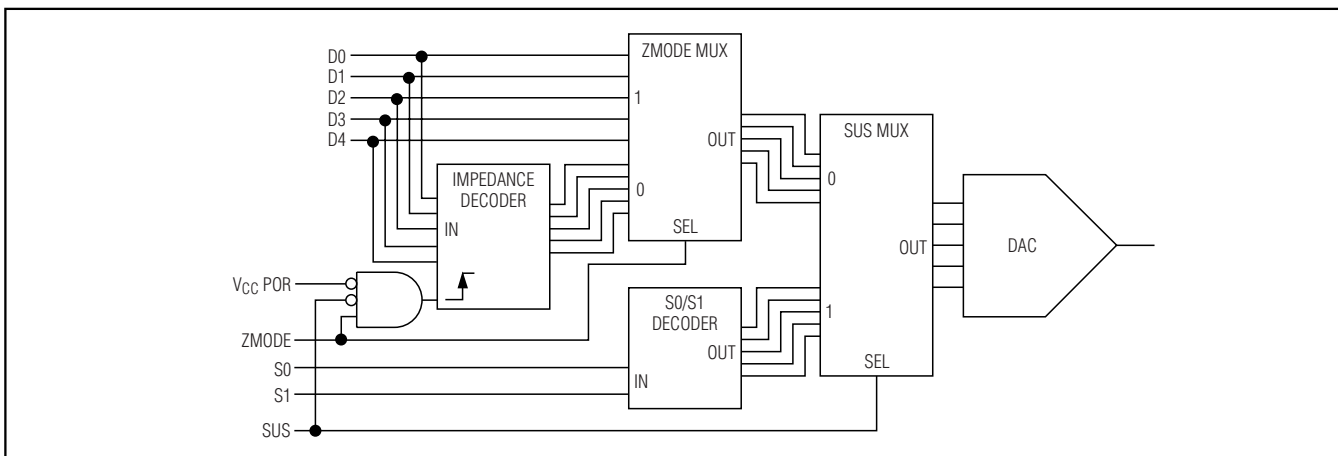 D0
D1
D2
D3
D4
ZMODE MUX
1
0
OUT
SEL
IMPEDANCE
DECODER
IN
VCC POR
ZMODE
S0
S1
SUS
S0/S1
DECODER
OUT
IN
SUS MUX
0
1
OUT
SEL
DAC